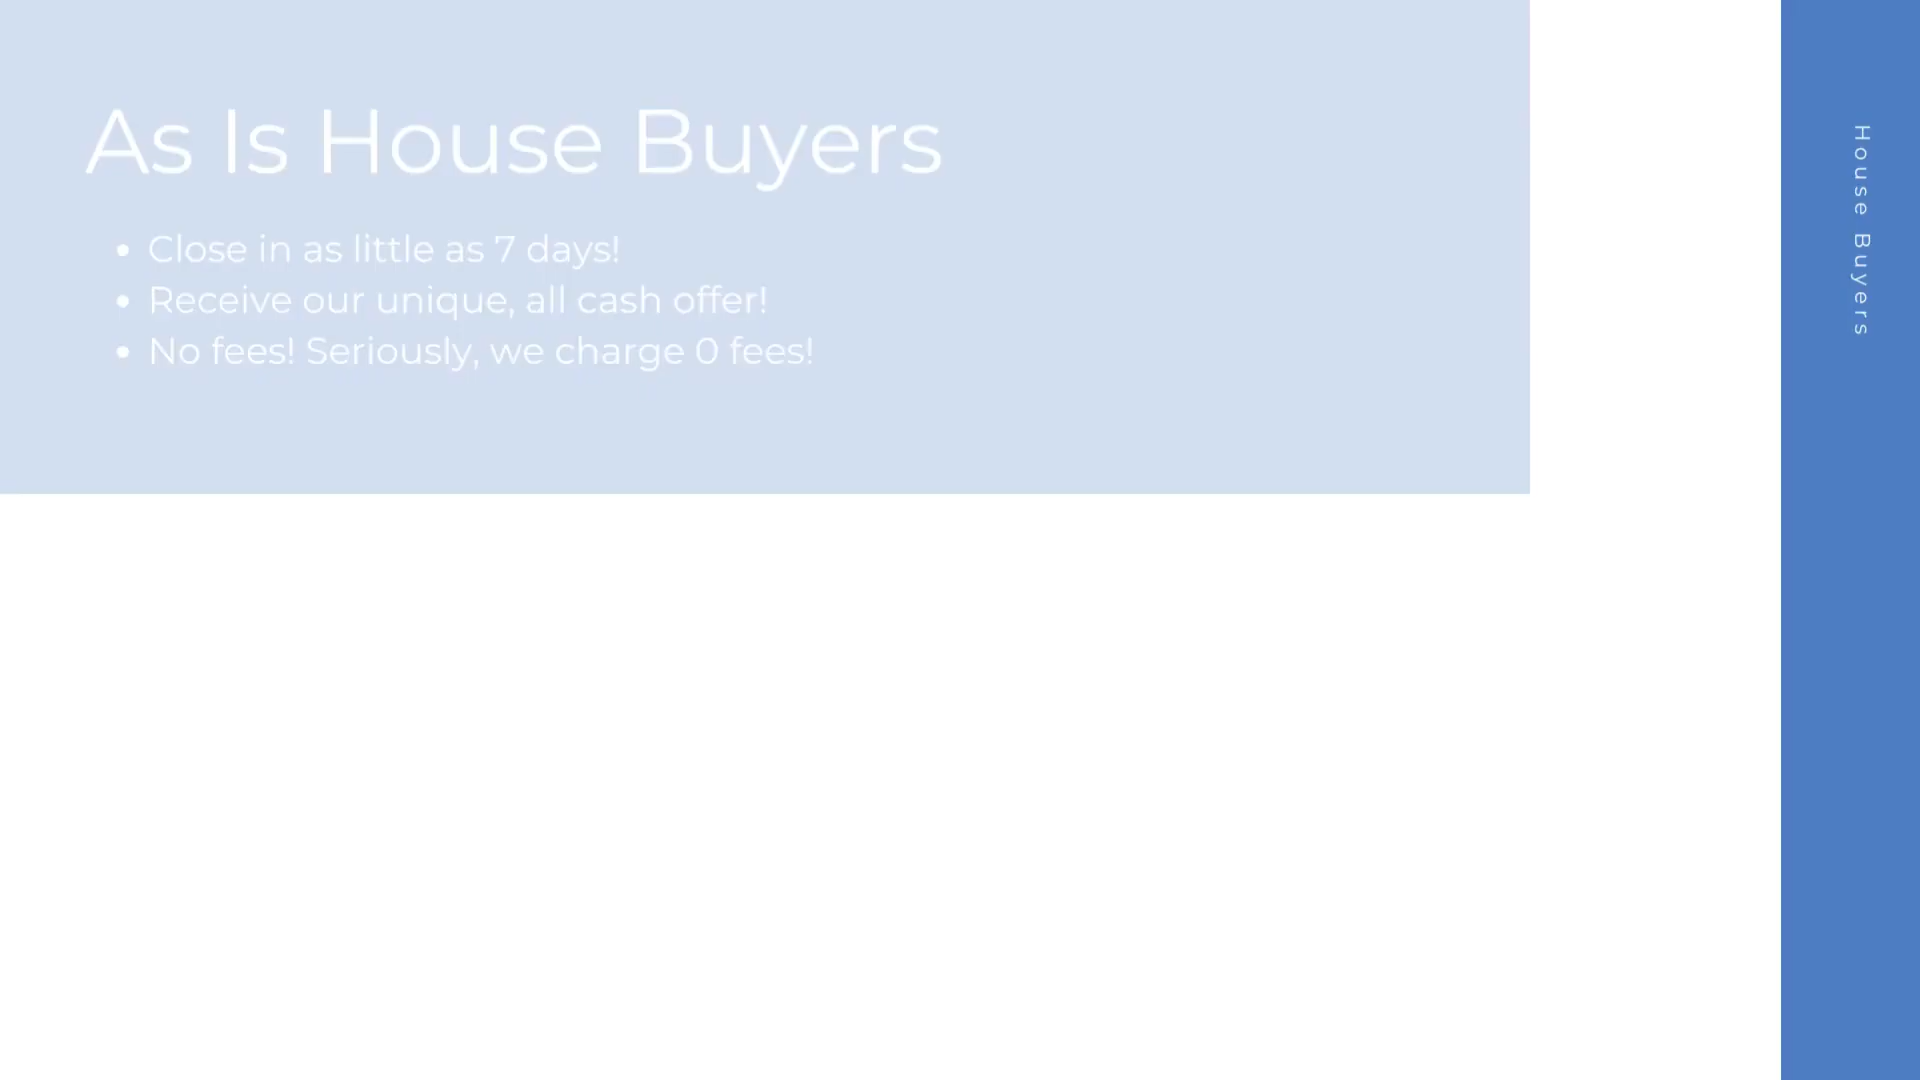 As Is House Buyers
• Close in as little as 7 days!
• Receive our unique, all cash offer!
• No fees! Seriously, we charge 0 fees!
House Buyers